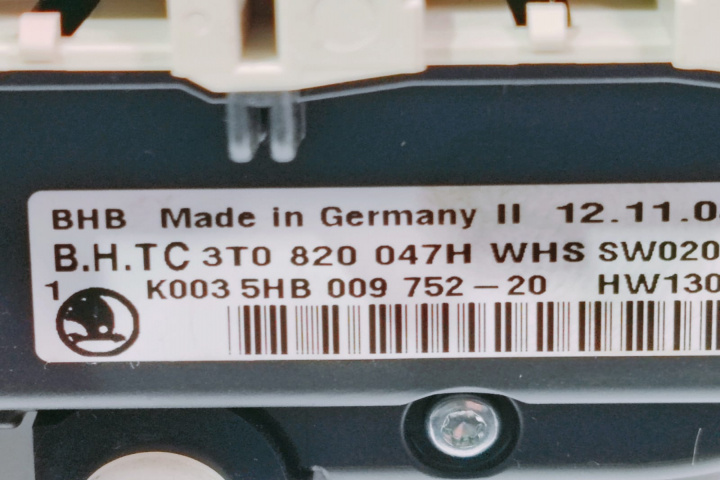 BHB Made in Germany II 12.11.0
B.H.TC 3T0 820 047H WHS SW020
1 K003 5HB 009 752-20 HW130